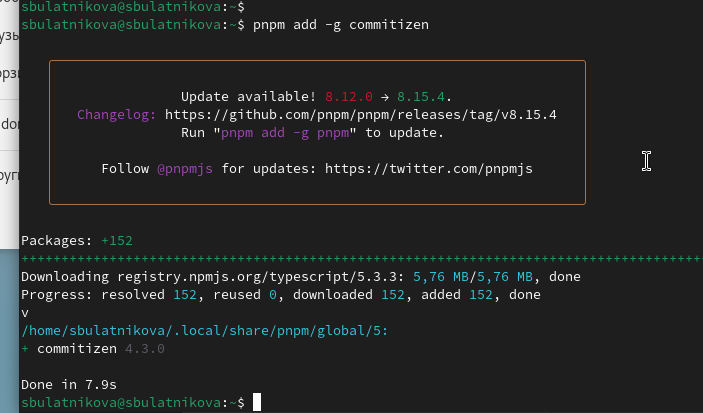 sbulatnikova@sbulatnikova:~$
sbulatnikova@sbulatnikova:~$ pnpm add -g commitizen
Update available! 8.12.0 → 8.15.4.
Changelog: https://github.com/pnpm/pnpm/releases/tag/v8.15.4
Run "pnpm add -g pnpm" to update.
Follow @pnpmjs for updates: https://twitter.com/pnpmjs
Packages: +152
++++++++++++++++++++++++++++++++++++++++++++++++++++++++++++++++++++++++++++++++++++++
Downloading registry.npmjs.org/typescript/5.3.3: 5,76 MB/5,76 MB, done
Progress: resolved 152, reused 0, downloaded 152, added 152, done
v
/home/sbulatnikova/.local/share/pnpm/global/5:
+ commitizen 4.3.0
Done in 7.9s
sbulatnikova@sbulatnikova:~$